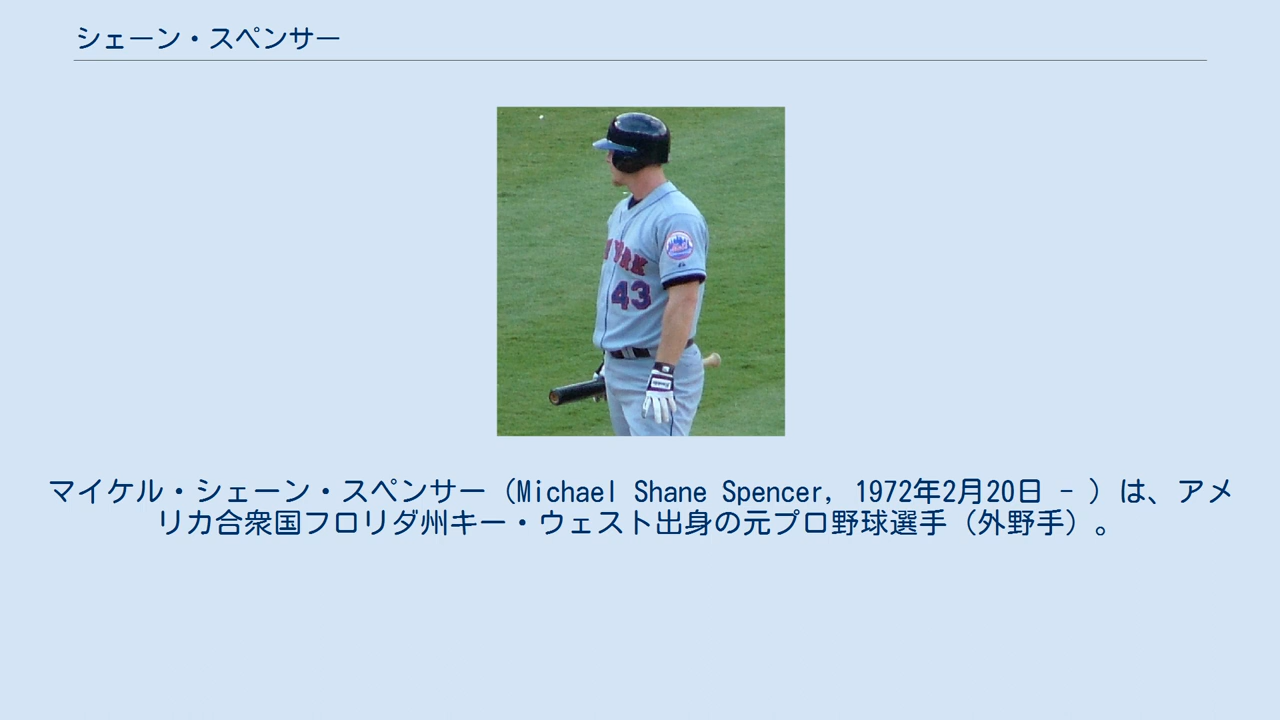 シェーン・スペンサー
YORK
43
Mets
マイケル・シェーン・スペンサー（Michael Shane Spencer, 1972年2月20日 - ）は、アメ
リカ合衆国フロリダ州キー・ウェスト出身の元プロ野球選手（外野手）。